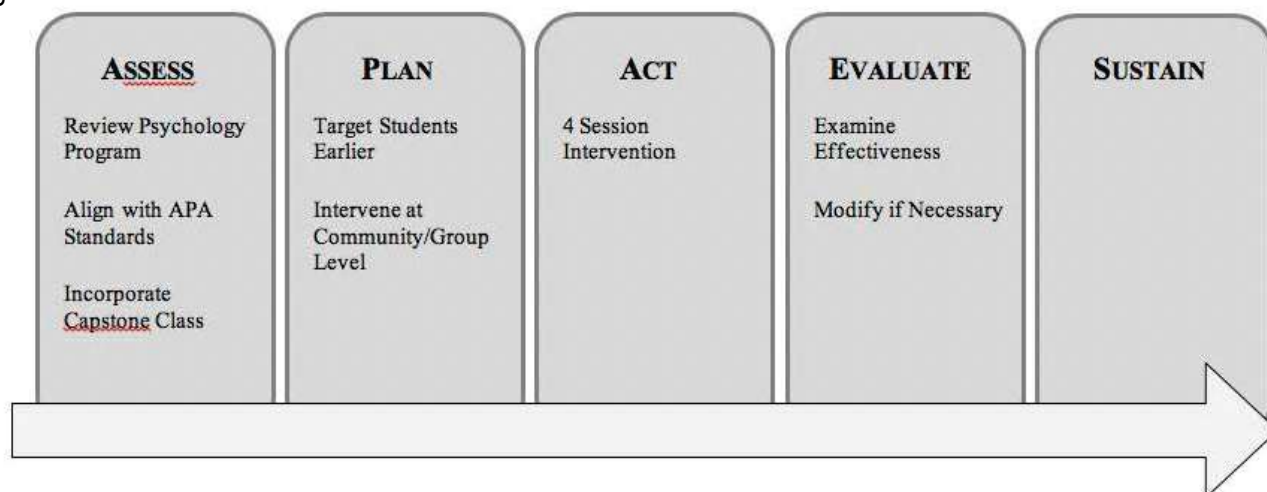 ASSESS
Review Psychology
Program
Align with APA
Standards
Incorporate
Capstone Class
PLAN
Target Students
Earlier
Intervene at
Community/Group
Level
ACT
4 Session
Intervention
EVALUATE
Examine
Effectiveness
Modify if Necessary
SUSTAIN